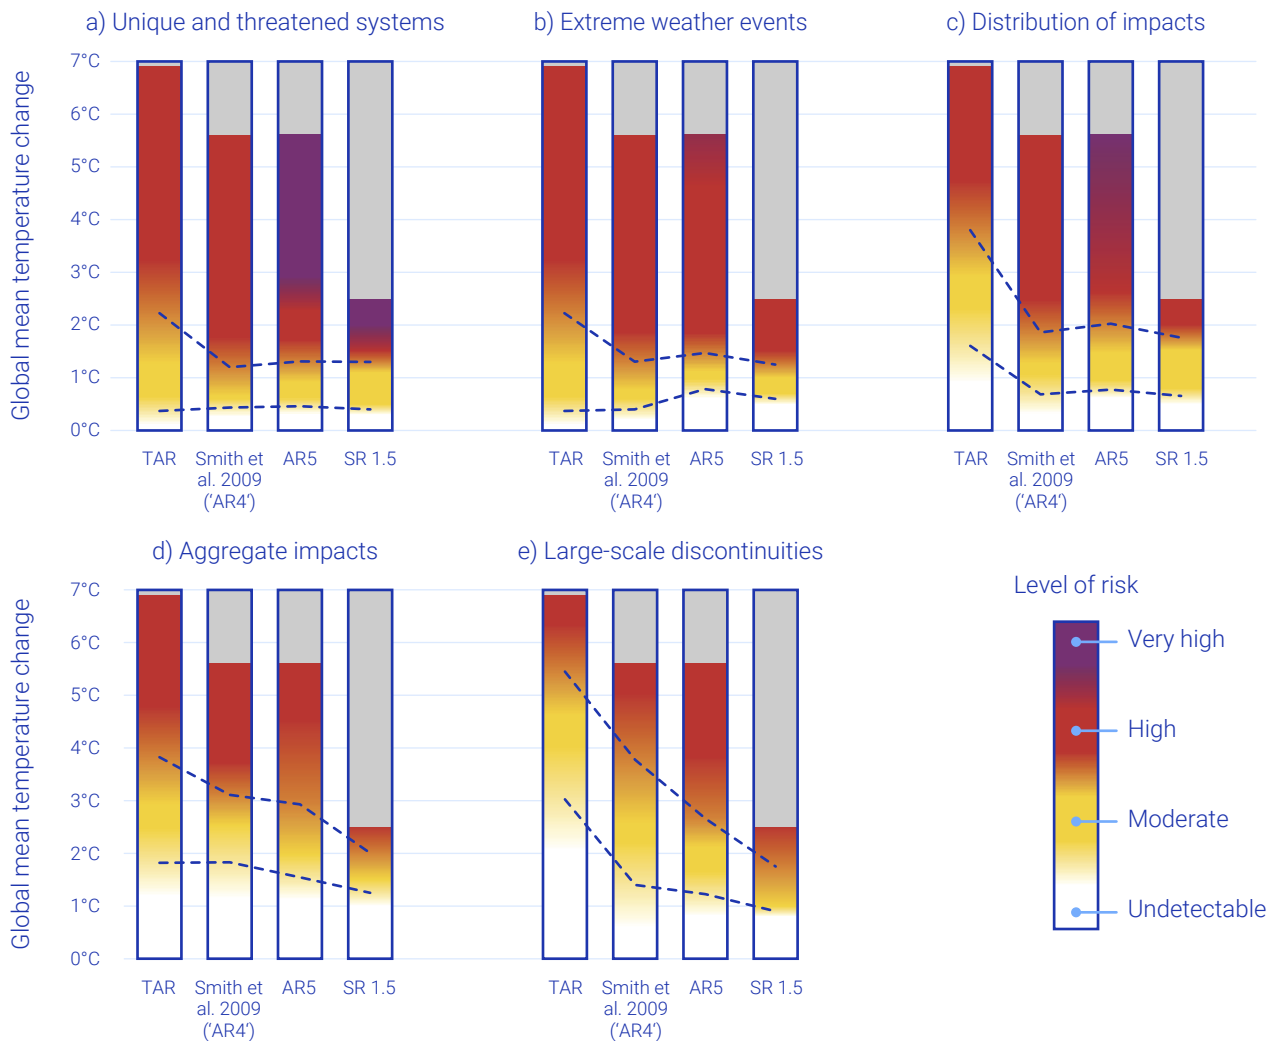 a) Unique and threatened systems
b) Extreme weather events
c) Distribution of impacts
Global mean temperature change
7°C
6°C
5°C
4°C
3°C
2°C
1°C
0°C
TAR
Smith et
al. 2009
('AR4')
AR5
SR 1.5
TAR
Smith et
al. 2009
('AR4')
AR5
SR 1.5
TAR
Smith et
al. 2009
('AR4')
AR5
SR 1.5
d) Aggregate impacts
e) Large-scale discontinuities
Global mean temperature change
7°C
6°C
5°C
4°C
3°C
2°C
1°C
0°C
TAR
Smith et
al. 2009
('AR4')
AR5
SR 1.5
TAR
Smith et
al. 2009
('AR4')
AR5
SR 1.5
Level of risk
Very high
High
Moderate
Undetectable